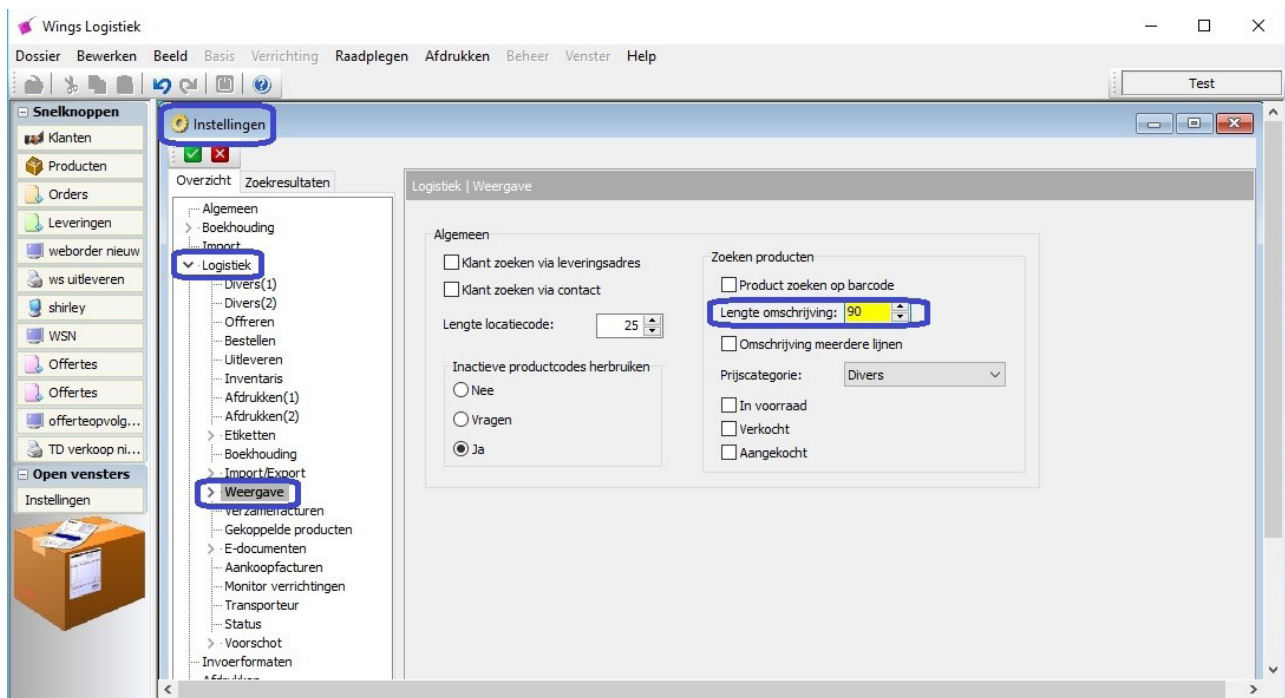 Wings Logistiek
Dossier Bewerken Beeld Basis Verrichting Raadplegen Afdrukken Beheer Venster Help
Test
Snelknoppen
Klanten
Producten
Orders
Leveringen
weborder nieuw
ws uitleveren
shirley
WSN
Offertes
Offertes
offerteopvolg...
TD verkoop ni...
Open vensters
Instellingen
Instellingen
Overzicht Zoekresultaten
Algemeen
Boekhouding
Import
Logistiek
Divers(1)
Divers(2)
Offreren
Bestellen
Uitleveren
Inventaris
Afdrukken(1)
Afdrukken(2)
Etiketten
Boekhouding
Import/Export
Weergave
Verzamelfacturen
Gekoppelde producten
E-documenten
Aankoopfacturen
Monitor verrichtingen
Transporteur
Status
Voorschot
Invoerformaten
Afdrukken
Logistiek | Weergave
Algemeen
Klant zoeken via leveringsadres
Klant zoeken via contact
Lengte locatiecode: 25
Inactieve productcodes herbruiken
Nee
Vragen
Ja
Zoeken producten
Product zoeken op barcode
Lengte omschrijving: 90
Omschrijving meerdere lijnen
Prijscategorie: Divers
In voorraad
Verkocht
Aangekocht